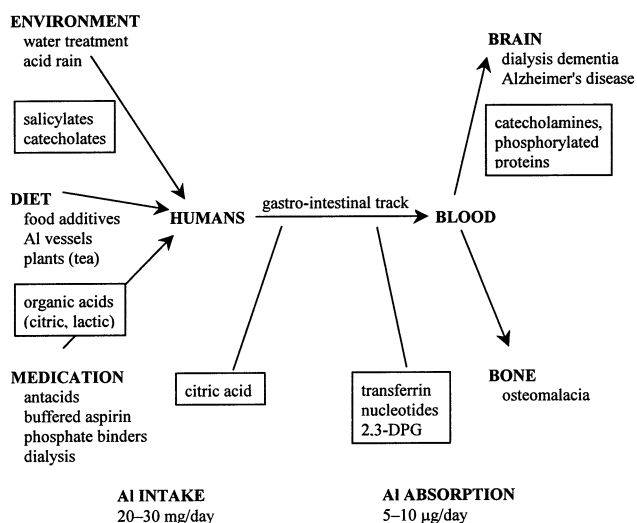 ENVIRONMENT
water treatment
acid rain
salicylates
catecholates
DIET
food additives
Al vessels
plants (tea)
organic acids
(citric, lactic)
MEDICATION
antacids
buffered aspirin
phosphate binders
dialysis
HUMANS
gastro-intestinal track
BLOOD
citric acid
transferrin
nucleotides
2.3-DPG
BRAIN
dialysis dementia
Alzheimer's disease
catecholamines,
phosphorylated
proteins
BONE
osteomalacia
Al INTAKE
20–30 mg/day
Al ABSORPTION
5–10 µg/day